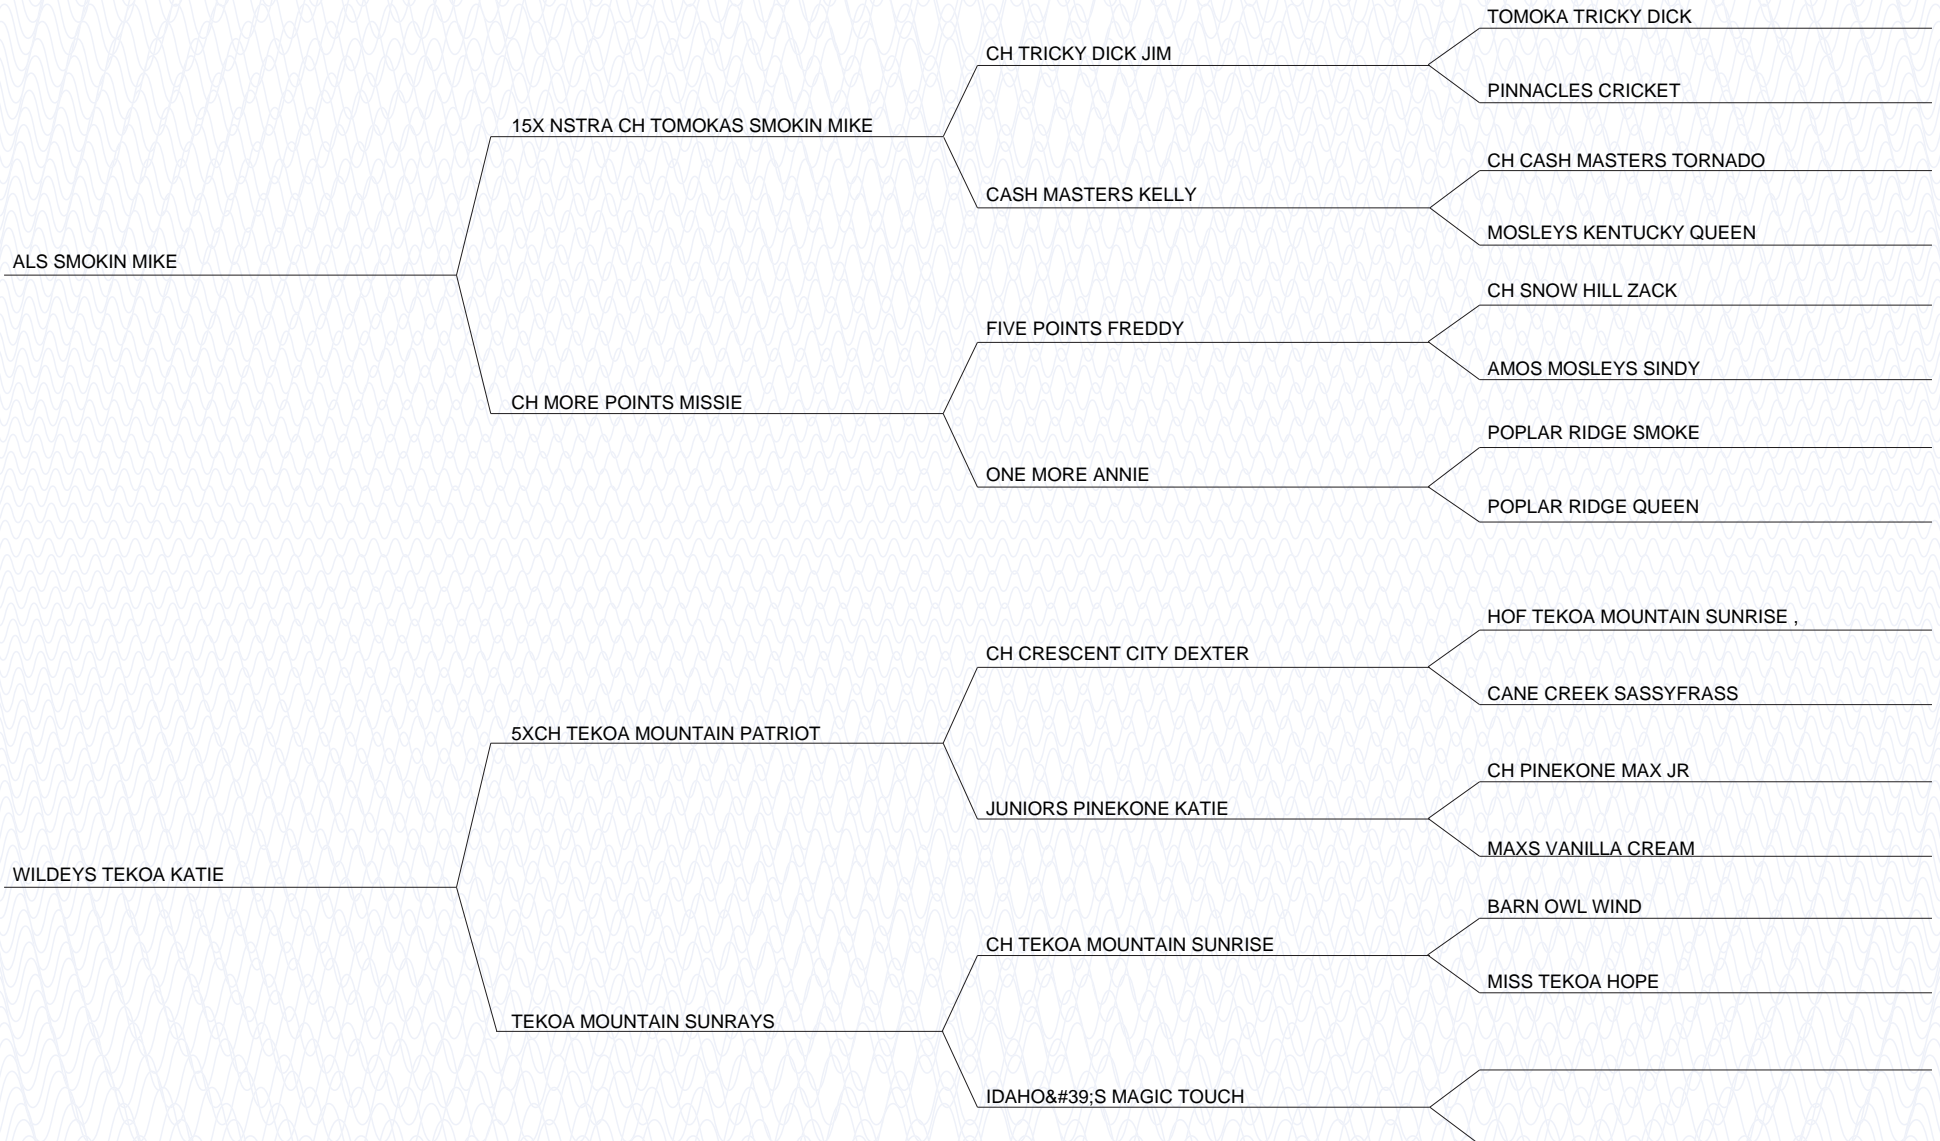 TOMOKA TRICKY DICK
CH TRICKY DICK JIM
PINNACLES CRICKET
15X NSTRA CH TOMOKAS SMOKIN MIKE
CH CASH MASTERS TORNADO
CASH MASTERS KELLY
MOSLEYS KENTUCKY QUEEN
ALS SMOKIN MIKE
CH SNOW HILL ZACK
FIVE POINTS FREDDY
AMOS MOSLEYS SINDY
CH MORE POINTS MISSIE
POPLAR RIDGE SMOKE
ONE MORE ANNIE
POPLAR RIDGE QUEEN
HOF TEKOA MOUNTAIN SUNRISE ,
CH CRESCENT CITY DEXTER
CANE CREEK SASSYFRASS
5XCH TEKOA MOUNTAIN PATRIOT
CH PINEKONE MAX JR
JUNIORS PINEKONE KATIE
MAXS VANILLA CREAM
WILDEYS TEKOA KATIE
BARN OWL WIND
CH TEKOA MOUNTAIN SUNRISE
MISS TEKOA HOPE
TEKOA MOUNTAIN SUNRAYS
IDAHO&#39;S MAGIC TOUCH